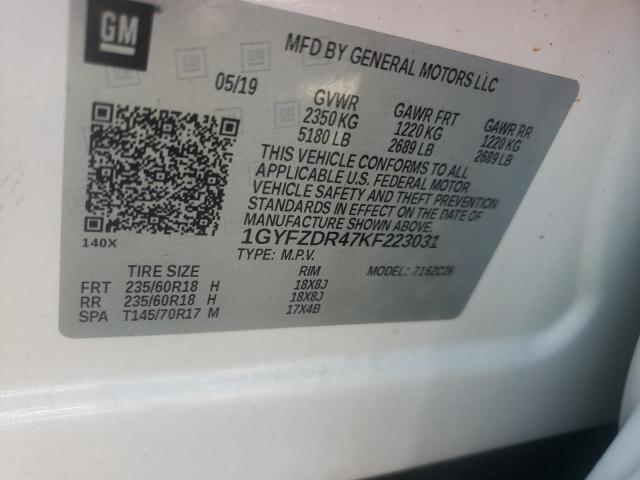 GM
MFD BY GENERAL MOTORS LLC
05/19
GVWR GAWR FRT GAWR RR
2350 KG 1220 KG 1220 KG
5180 LB 2689 LB 2689 LB
THIS VEHICLE CONFORMS TO ALL
APPLICABLE U.S. FEDERAL MOTOR
VEHICLE SAFETY AND THEFT PREVENTION
STANDARDS IN EFFECT ON THE DATE OF
MANUFACTURE SHOWN ABOVE.
140X
1GYFZDR47KF223031
TYPE: M.P.V. MODEL: 716ZC26
TIRE SIZE RIM
FRT 235/60R18 H 18X8J
RR 235/60R18 H 18X8J
SPA T145/70R17 M 17X4B